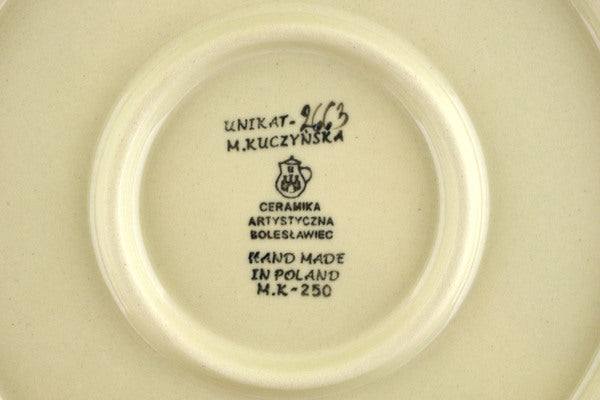 UNIKAT-2663
M.KUCZYŃSKA
CERAMIKA
ARTYSTYCZNA
BOLESŁAWIEC
HAND MADE
IN POLAND
M.K-250